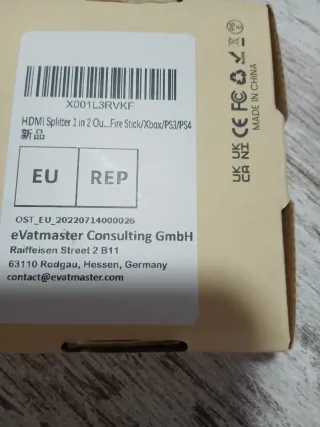 X001L3RVKF
HDMI Splitter 1 in 2 Ou...Fire Stick/Xbox/PS3/PS4
新品
EU REP
OST_EU_20220714000026
eVatmaster Consulting GmbH
Raiffeisen Street 2 B11
63110 Rodgau, Hessen, Germany
contact@evatmaster.com
UK CA
UK NI
CE FC
MADE IN CHINA